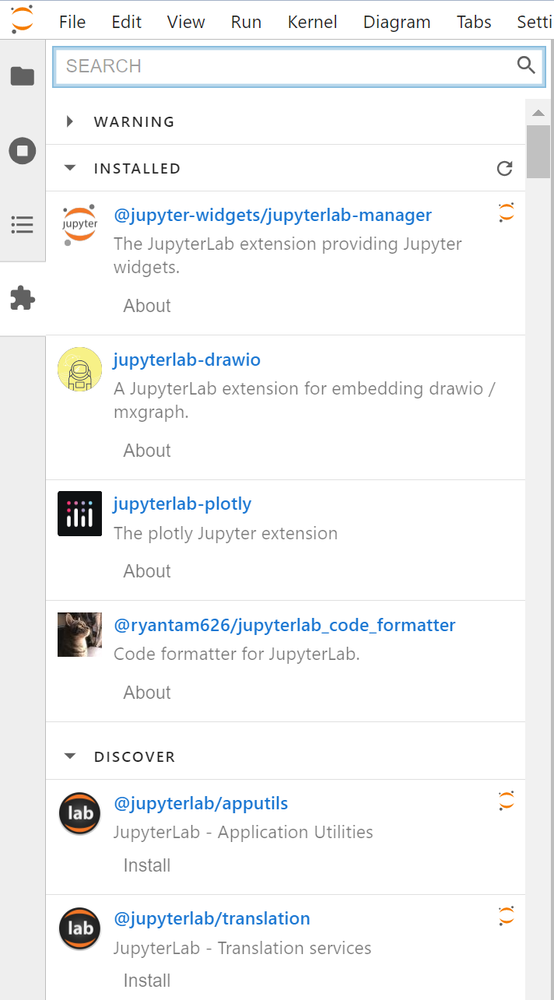 File Edit View Run Kernel Diagram Tabs Setti
SEARCH
WARNING
INSTALLED
jupyter
@jupyter-widgets/jupyterlab-manager
The JupyterLab extension providing Jupyter
widgets.
About
jupyterlab-drawio
A JupyterLab extension for embedding drawio /
mxgraph.
About
jupyterlab-plotly
The plotly Jupyter extension
About
@ryantam626/jupyterlab_code_formatter
Code formatter for JupyterLab.
About
DISCOVER
lab
@jupyterlab/apputils
JupyterLab - Application Utilities
Install
lab
@jupyterlab/translation
JupyterLab - Translation services
Install